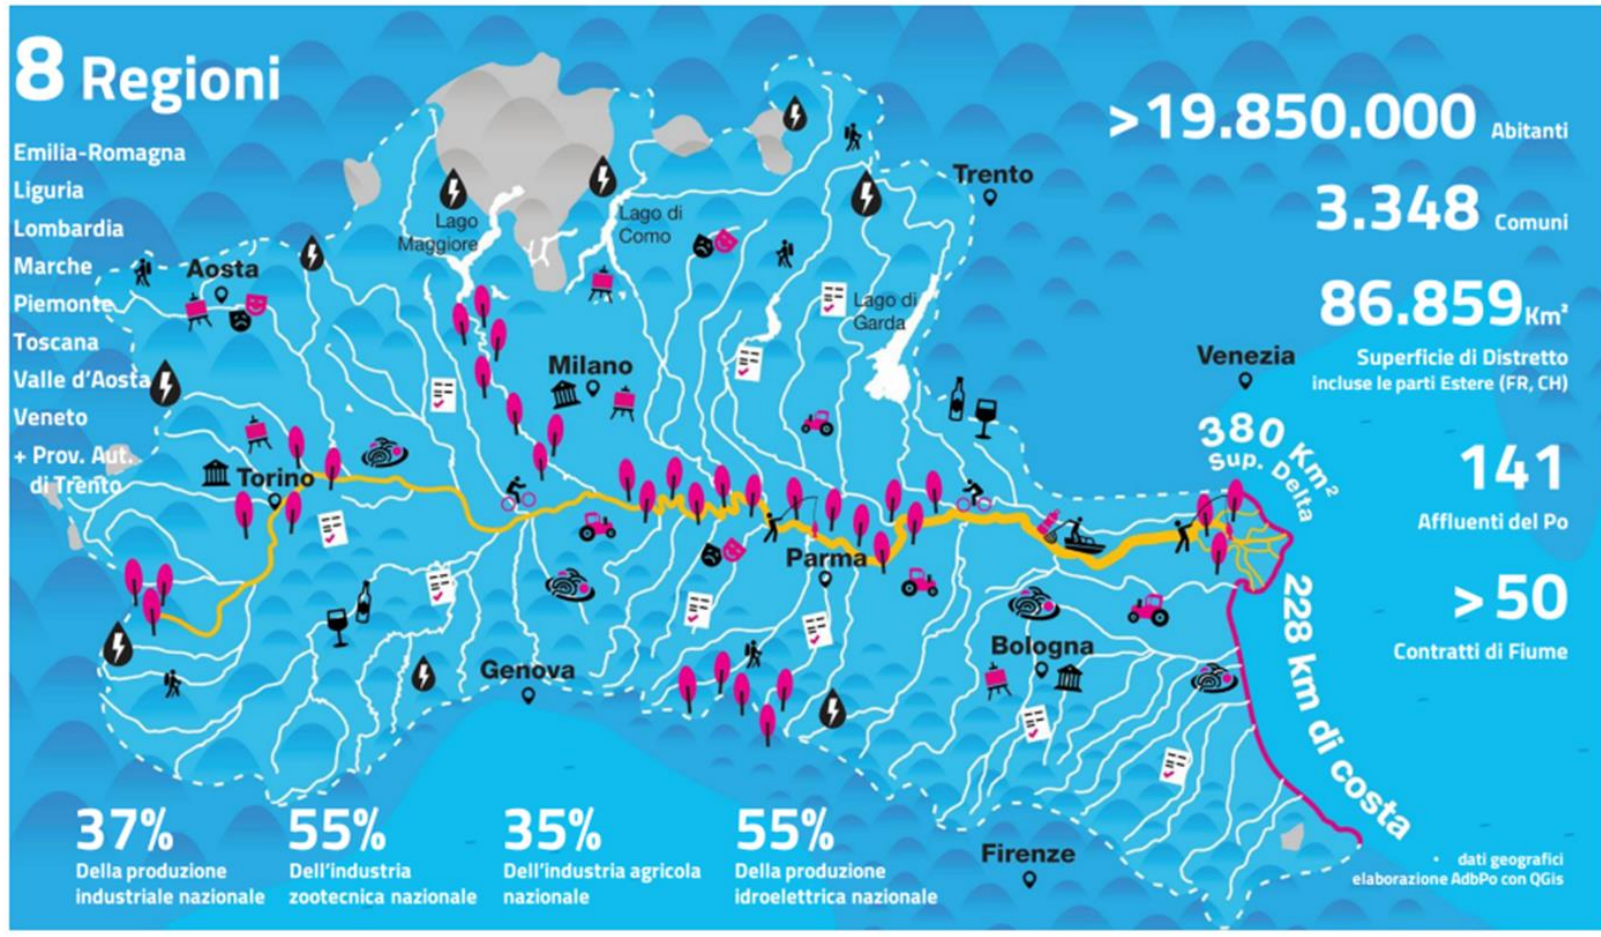 8 Regioni
Emilia-Romagna
Liguria
Lombardia
Marche
Piemonte
Toscana
Valle d'Aosta
Veneto
+ Prov. Aut.
di Trento
Aosta
Lago
Maggiore
Lago di
Como
Trento
Lago di
Garda
Milano
Venezia
Torino
Parma
Bologna
Genova
Firenze
>19.850.000 Abitanti
3.348 Comuni
86.859 Km²
Superficie di Distretto
incluse le parti Estere (FR, CH)
380 Km²
Sup. Delta
141
Affluenti del Po
>50
Contratti di Fiume
228 km di costa
37%
Della produzione
industriale nazionale
55%
Dell'industria
zootecnica nazionale
35%
Dell'industria agricola
nazionale
55%
Della produzione
idroelettrica nazionale
• dati geografici
elaborazione AdbPo con QGis